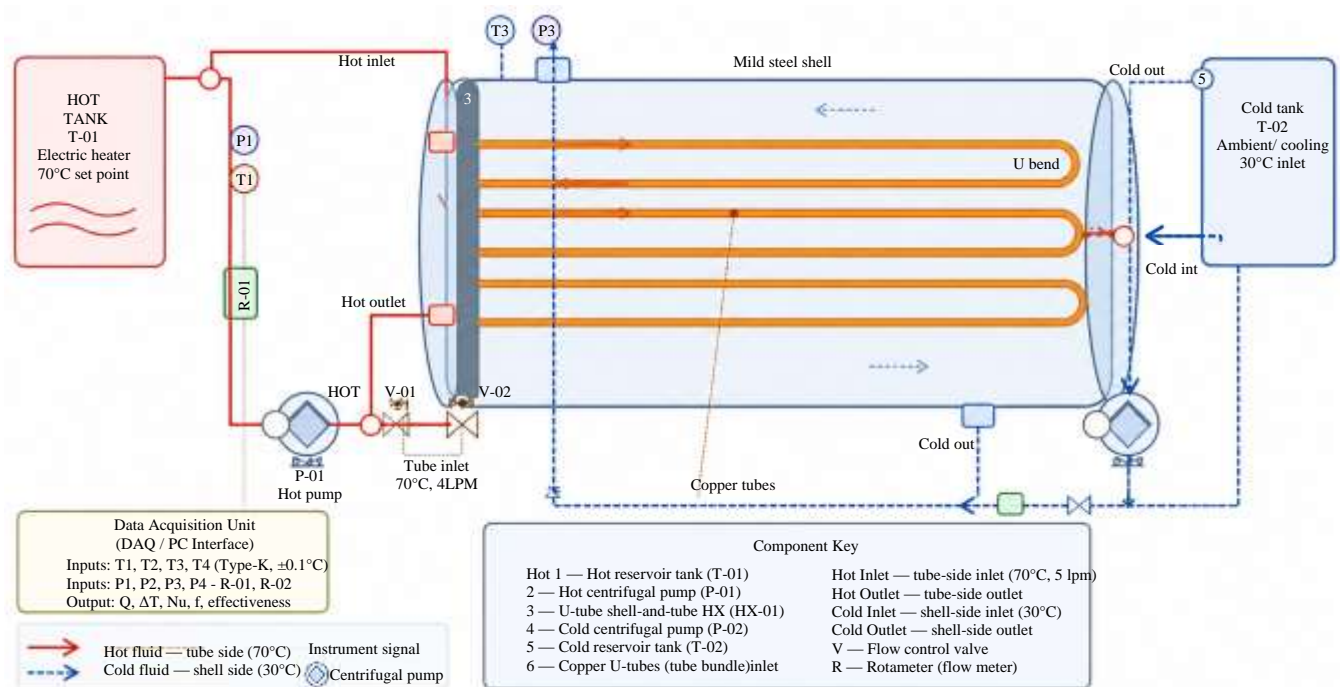 T3
P3
Hot inlet
Mild steel shell
Cold out
HOT
TANK
T-01
Electric heater
70°C set point
P1
T1
3
5
Cold tank
T-02
Ambient/ cooling
30°C inlet
U bend
Cold int
R-01
Hot outlet
HOT
V-01
V-02
Cold out
P-01
Hot pump
Tube inlet
70°C, 4LPM
Copper tubes
Data Acquisition Unit
(DAQ / PC Interface)
Inputs: T1, T2, T3, T4 (Type-K, ±0.1°C)
Inputs: P1, P2, P3, P4 - R-01, R-02
Output: Q, ΔT, Nu, f, effectiveness
Hot fluid — tube side (70°C)
Instrument signal
Cold fluid — shell side (30°C)
Centrifugal pump
Component Key
Hot 1 — Hot reservoir tank (T-01)
2 — Hot centrifugal pump (P-01)
3 — U-tube shell-and-tube HX (HX-01)
4 — Cold centrifugal pump (P-02)
5 — Cold reservoir tank (T-02)
6 — Copper U-tubes (tube bundle)inlet
Hot Inlet — tube-side inlet (70°C, 5 lpm)
Hot Outlet — tube-side outlet
Cold Inlet — shell-side inlet (30°C)
Cold Outlet — shell-side outlet
V — Flow control valve
R — Rotameter (flow meter)